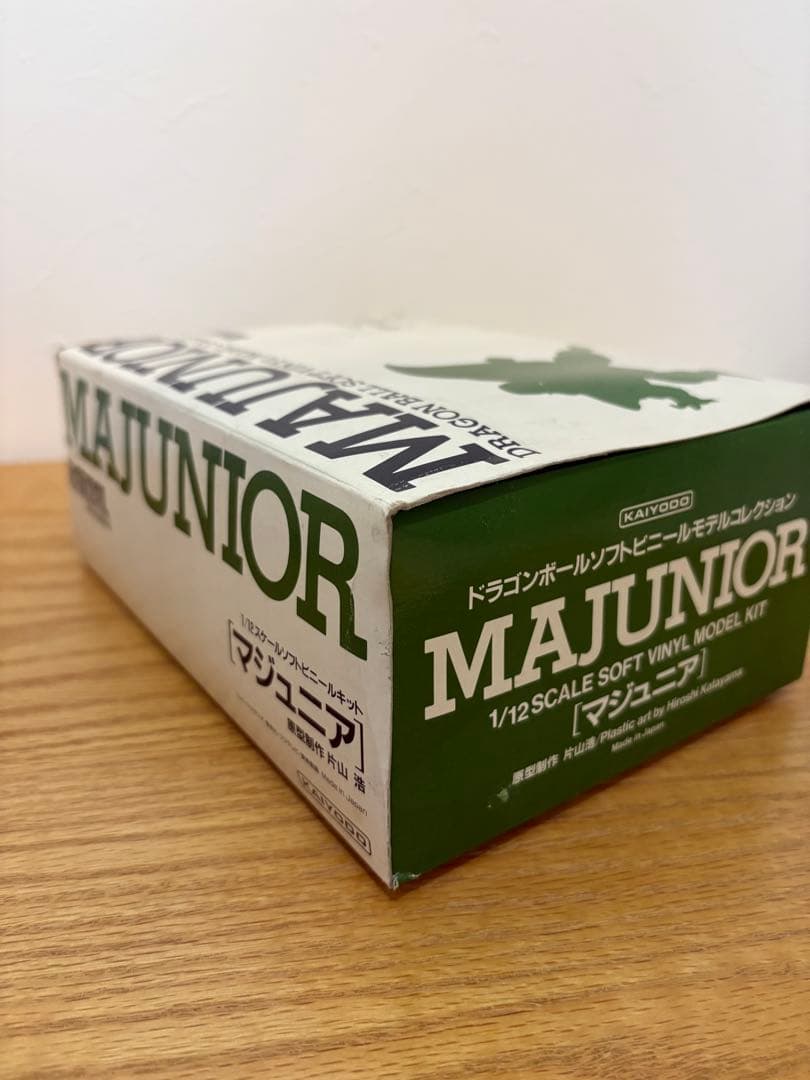 MAJUNIOR
DRAGON BALL SOFT VINYL
MAJUNIOR
1/12スケールソフトビニールキット
[マジュニア]
原型制作 片山 浩
Made in Japan
KAIYODO
KAIYODO
ドラゴンボールソフトビニールモデルコレクション
MAJUNIOR
1/12 SCALE SOFT VINYL MODEL KIT
[マジュニア]
原型制作 片山浩/Plastic art by Hiroshi Katayama
Made in Japan